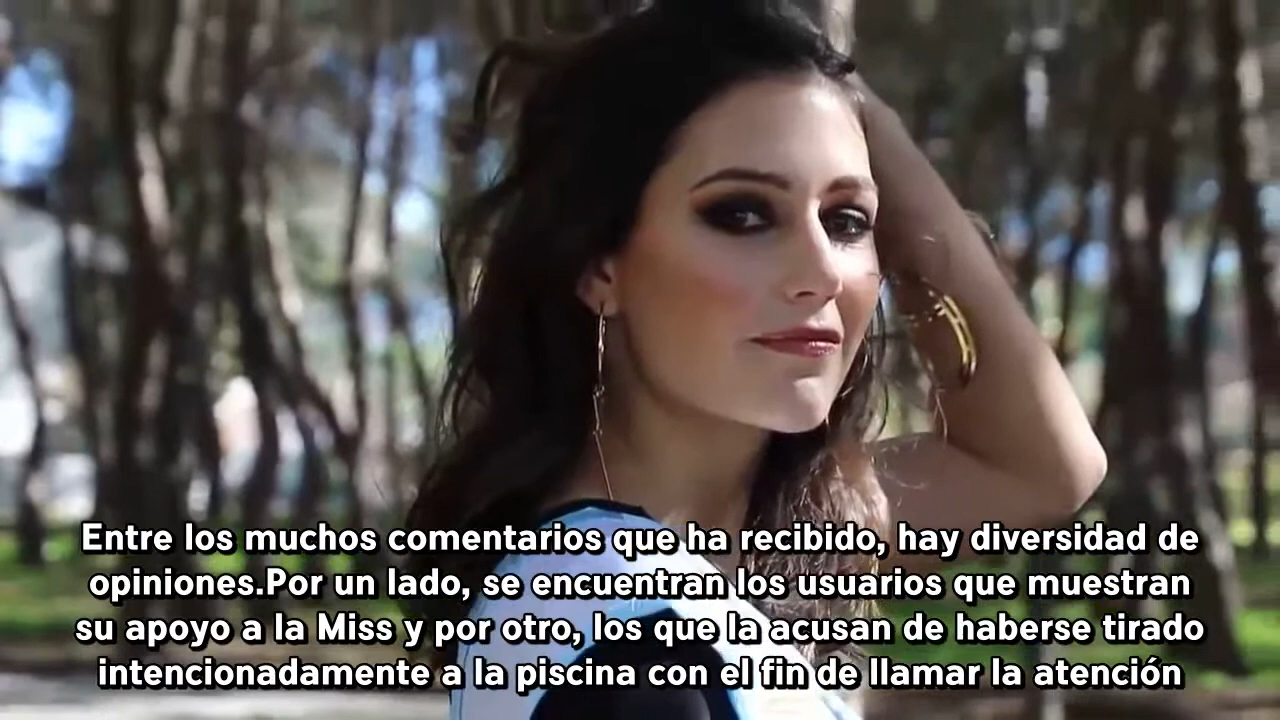 Entre los muchos comentarios que ha recibido, hay diversidad de
opiniones.Por un lado, se encuentran los usuarios que muestran
su apoyo a la Miss y por otro, los que la acusan de haberse tirado
intencionadamente a la piscina con el fin de llamar la atención